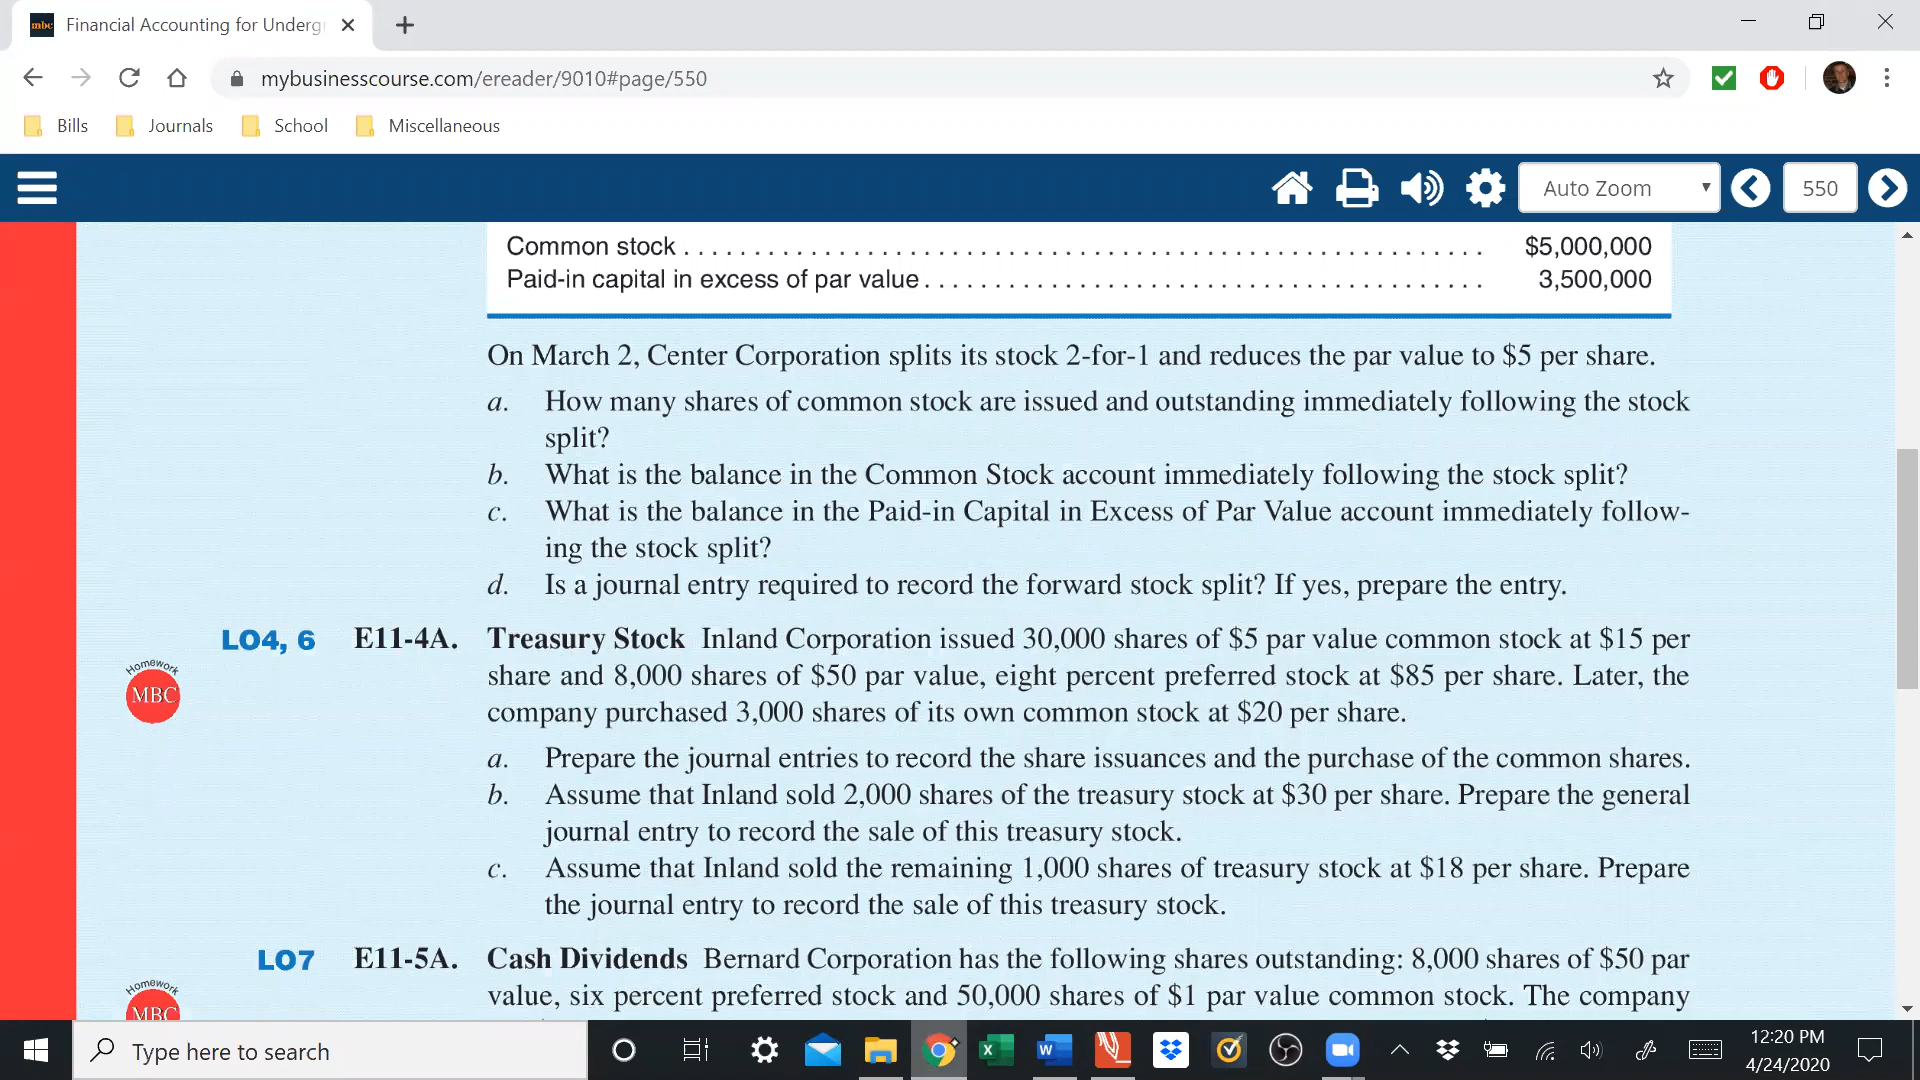 Financial Accounting for Underg
mybusinesscourse.com/ereader/9010#page/550
Bills Journals School Miscellaneous
Auto Zoom 550
Common stock . . . . . . . . . . . . . . . . . . . . . . . . . . . . . . . . . . . . . . . . . . . . . . . . . . . . . . . . . $5,000,000
Paid-in capital in excess of par value . . . . . . . . . . . . . . . . . . . . . . . . . . . . . . . . . . . . . . . . 3,500,000
On March 2, Center Corporation splits its stock 2-for-1 and reduces the par value to $5 per share.
a. How many shares of common stock are issued and outstanding immediately following the stock
split?
b. What is the balance in the Common Stock account immediately following the stock split?
c. What is the balance in the Paid-in Capital in Excess of Par Value account immediately follow-
ing the stock split?
d. Is a journal entry required to record the forward stock split? If yes, prepare the entry.
LO4, 6 E11-4A. Treasury Stock Inland Corporation issued 30,000 shares of $5 par value common stock at $15 per
share and 8,000 shares of $50 par value, eight percent preferred stock at $85 per share. Later, the
company purchased 3,000 shares of its own common stock at $20 per share.
Homework
MBC
a. Prepare the journal entries to record the share issuances and the purchase of the common shares.
b. Assume that Inland sold 2,000 shares of the treasury stock at $30 per share. Prepare the general
journal entry to record the sale of this treasury stock.
c. Assume that Inland sold the remaining 1,000 shares of treasury stock at $18 per share. Prepare
the journal entry to record the sale of this treasury stock.
LO7 E11-5A. Cash Dividends Bernard Corporation has the following shares outstanding: 8,000 shares of $50 par
value, six percent preferred stock and 50,000 shares of $1 par value common stock. The company
Homework
MBC
Type here to search
12:20 PM
4/24/2020